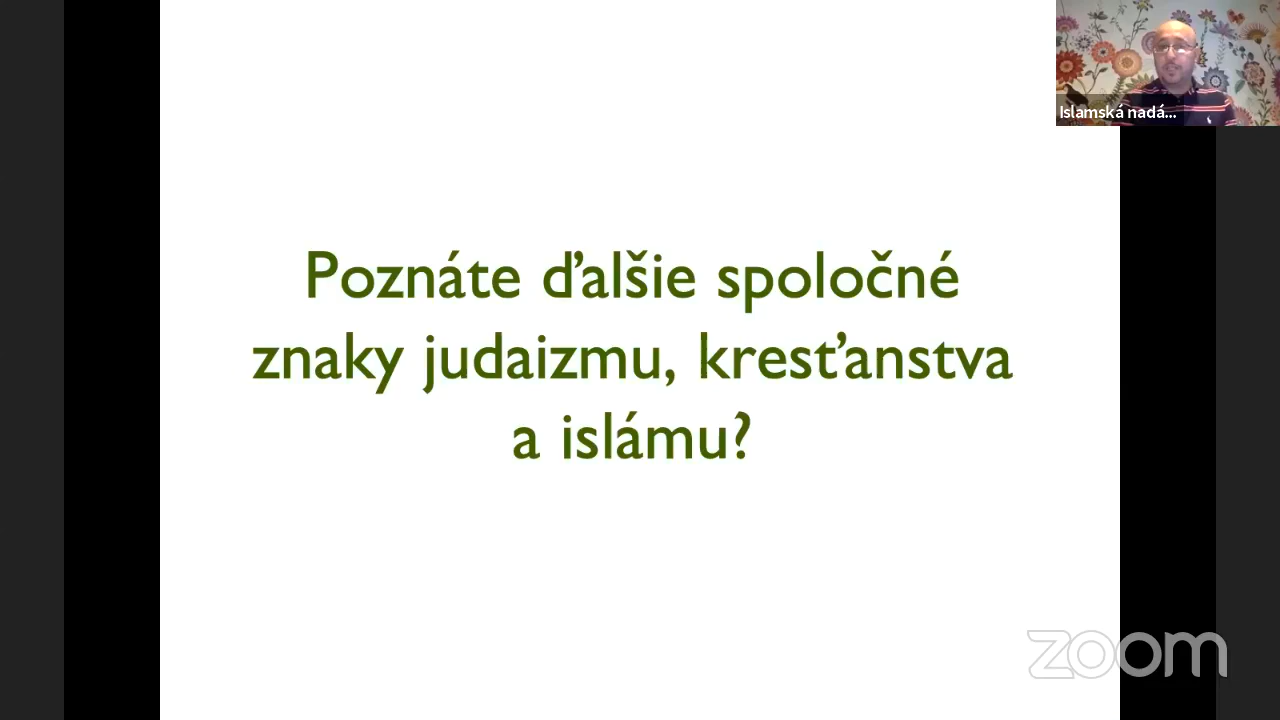 Islamská nadá...
Poznáte ďalšie spoločné
znaky judaizmu, kresťanstva
a islámu?
zoom